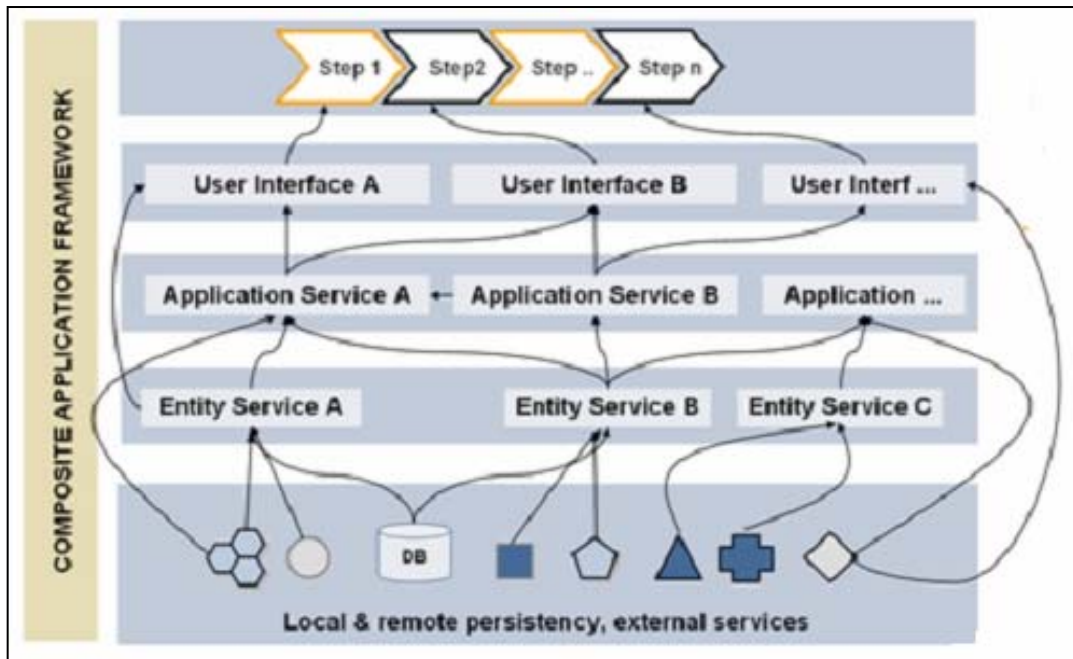 COMPOSITE APPLICATION FRAMEWORK
Step 1
Step2
Step ..
Step n
User Interface A
User Interface B
User Interf ...
Application Service A
Application Service B
Application ...
Entity Service A
Entity Service B
Entity Service C
DB
Local & remote persistency, external services